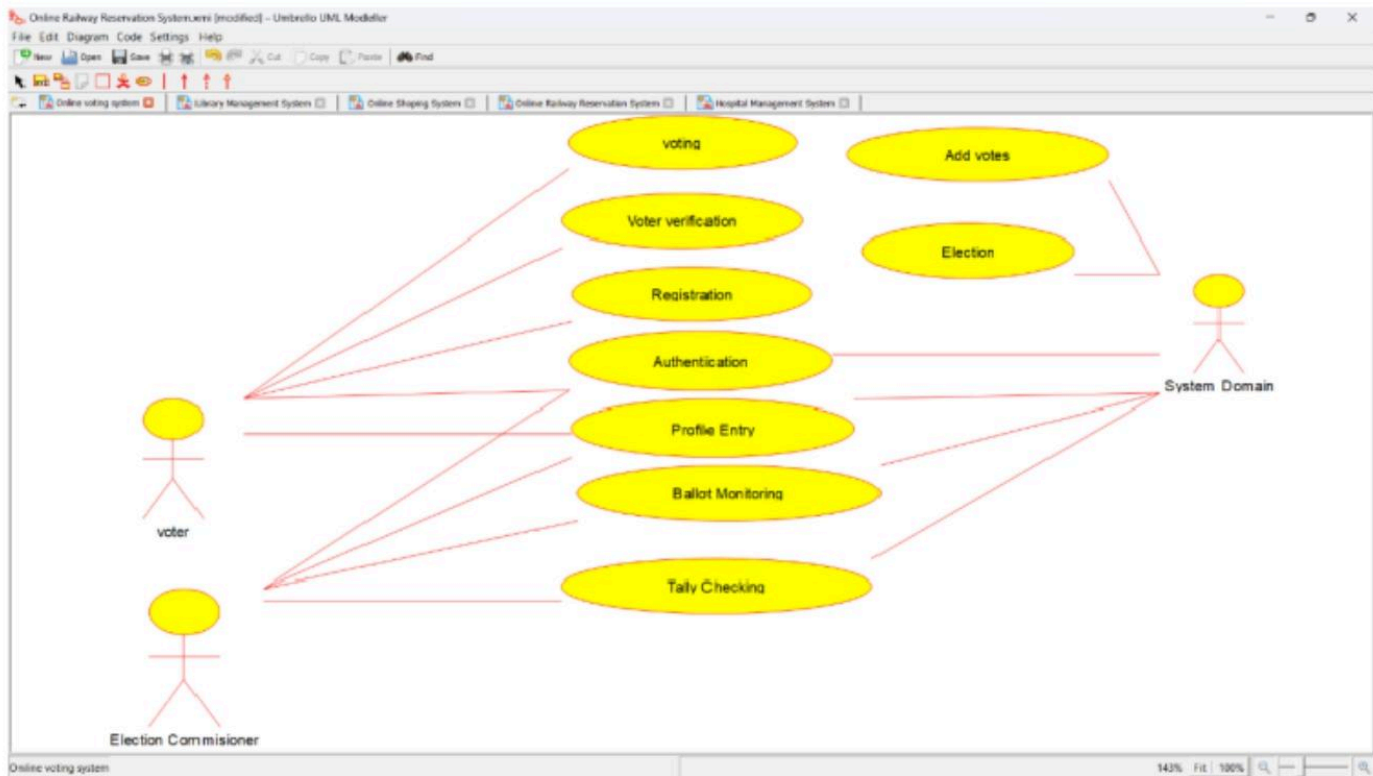 Online Railway Reservation System.xmi [modified] – Umbrello UML Modeller
File Edit Diagram Code Settings Help
New Open Save Cut Copy Paste Find
Online voting system Library Management System Online Shoping System Online Railway Reservation System Hospital Management System
voting
Add votes
Voter verification
Election
Registration
Authentication
System Domain
Profile Entry
Ballot Monitoring
voter
Tally Checking
Election Commisioner
Online voting system 143% Fit 100%